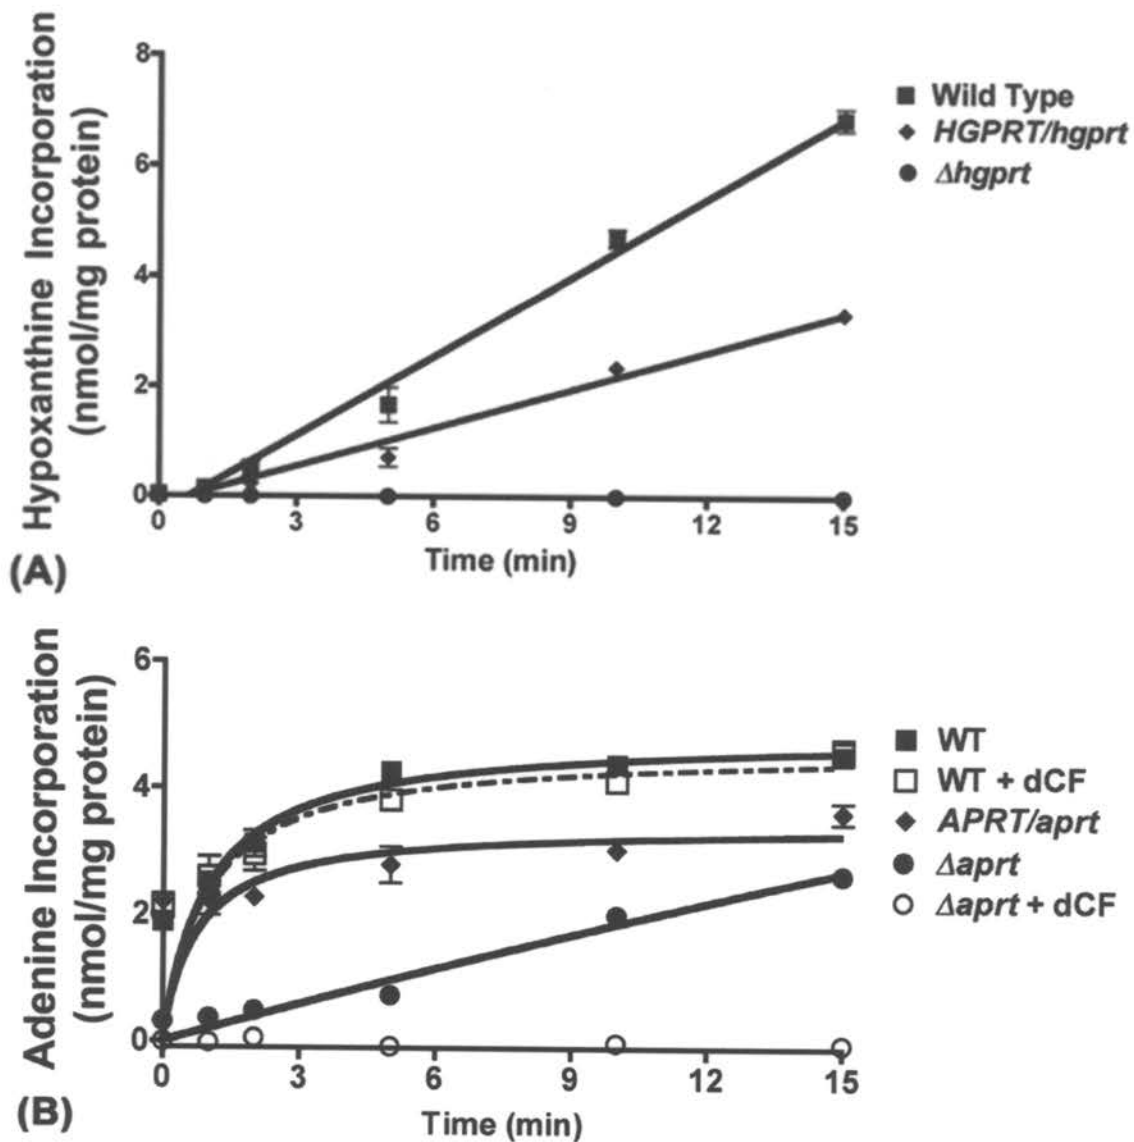 Hypoxanthine Incorporation
(nmol/mg protein)
8
6
4
2
0
0 3 6 9 12 15
Time (min)
Wild Type
HGPRT/hgprt
Δhgprt
(A)
Adenine Incorporation
(nmol/mg protein)
6
4
2
0
0 3 6 9 12 15
Time (min)
WT
WT + dCF
APRT/aprt
Δaprt
Δaprt + dCF
(B)